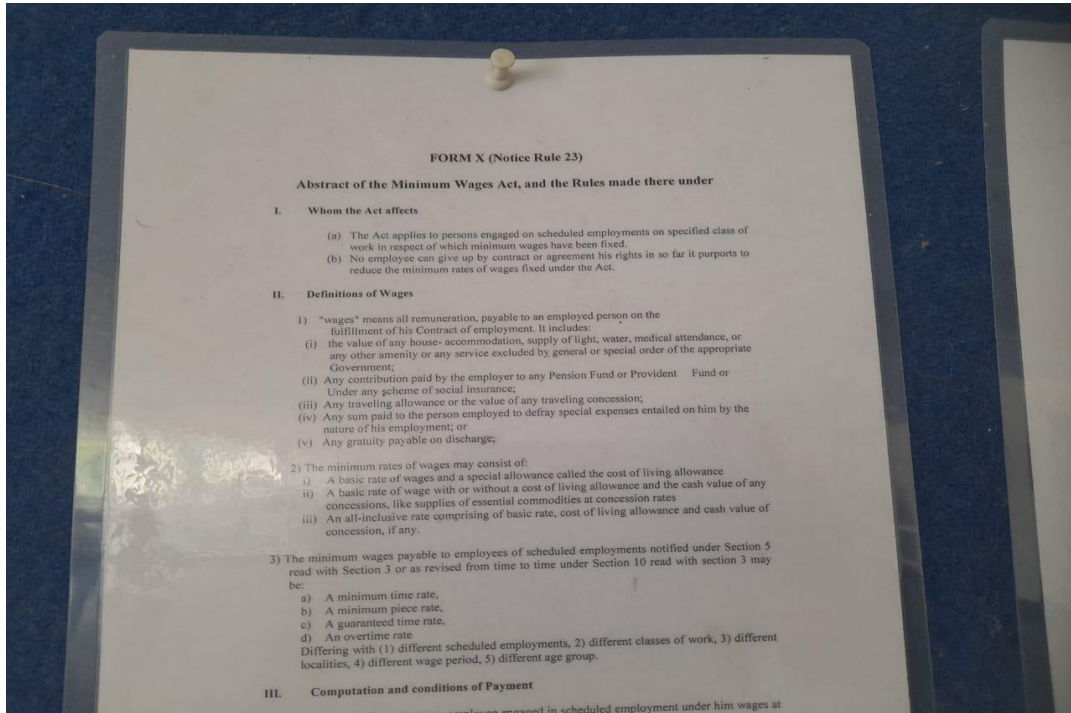 FORM X (Notice Rule 23)
Abstract of the Minimum Wages Act, and the Rules made there under
I. Whom the Act affects
(a) The Act applies to persons engaged on scheduled employments on specified class of
work in respect of which minimum wages have been fixed.
(b) No employee can give up by contract or agreement his rights in so far it purports to
reduce the minimum rates of wages fixed under the Act.
II. Definitions of Wages
1) "wages" means all remuneration, payable to an employed person on the
fulfillment of his Contract of employment. It includes:
(i) the value of any house- accommodation, supply of light, water, medical attendance, or
any other amenity or any service excluded by general or special order of the appropriate
Government;
(ii) Any contribution paid by the employer to any Pension Fund or Provident Fund or
Under any scheme of social insurance;
(iii) Any traveling allowance or the value of any traveling concession;
(iv) Any sum paid to the person employed to defray special expenses entailed on him by the
nature of his employment; or
(v) Any gratuity payable on discharge;
2) The minimum rates of wages may consist of:
i) A basic rate of wages and a special allowance called the cost of living allowance
ii) A basic rate of wage with or without a cost of living allowance and the cash value of any
concessions, like supplies of essential commodities at concession rates
iii) An all-inclusive rate comprising of basic rate, cost of living allowance and cash value of
concession, if any.
3) The minimum wages payable to employees of scheduled employments notified under Section 5
read with Section 3 or as revised from time to time under Section 10 read with section 3 may
be:
a) A minimum time rate,
b) A minimum piece rate,
c) A guaranteed time rate,
d) An overtime rate
Differing with (1) different scheduled employments, 2) different classes of work, 3) different
localities, 4) different wage period, 5) different age group.
III. Computation and conditions of Payment
engaged in scheduled employment under him wages at